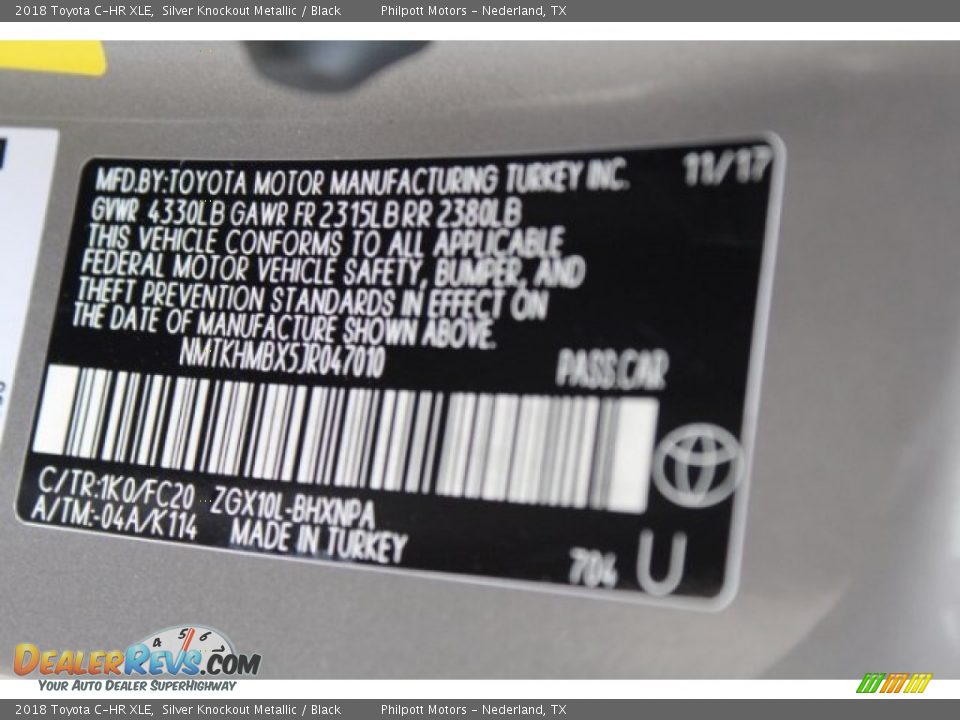 2018 Toyota C-HR XLE, Silver Knockout Metallic / Black Philpott Motors - Nederland, TX
MFD.BY:TOYOTA MOTOR MANUFACTURING TURKEY INC. 11/17
GVWR 4330LB GAWR FR 2315LB RR 2380LB
THIS VEHICLE CONFORMS TO ALL APPLICABLE
FEDERAL MOTOR VEHICLE SAFETY, BUMPER, AND
THEFT PREVENTION STANDARDS IN EFFECT ON
THE DATE OF MANUFACTURE SHOWN ABOVE.
NMTKHMBX5JR047010 PASS.CAR
C/TR:1K0/FC20 ZGX10L-BHXNPA
A/TM:-04A/K114 MADE IN TURKEY
704 U
4 5 6
DealerRevs.com
Your Auto Dealer SuperHighway
2018 Toyota C-HR XLE, Silver Knockout Metallic / Black Philpott Motors - Nederland, TX